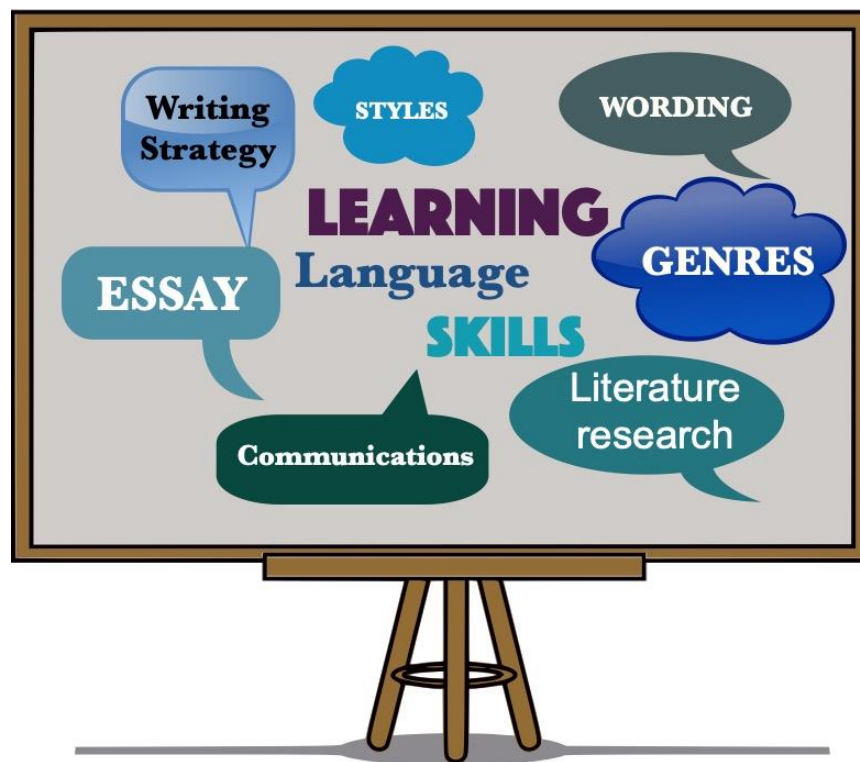 Writing
Strategy
STYLES
WORDING
LEARNING
Language
SKILLS
GENRES
ESSAY
Literature
research
Communications